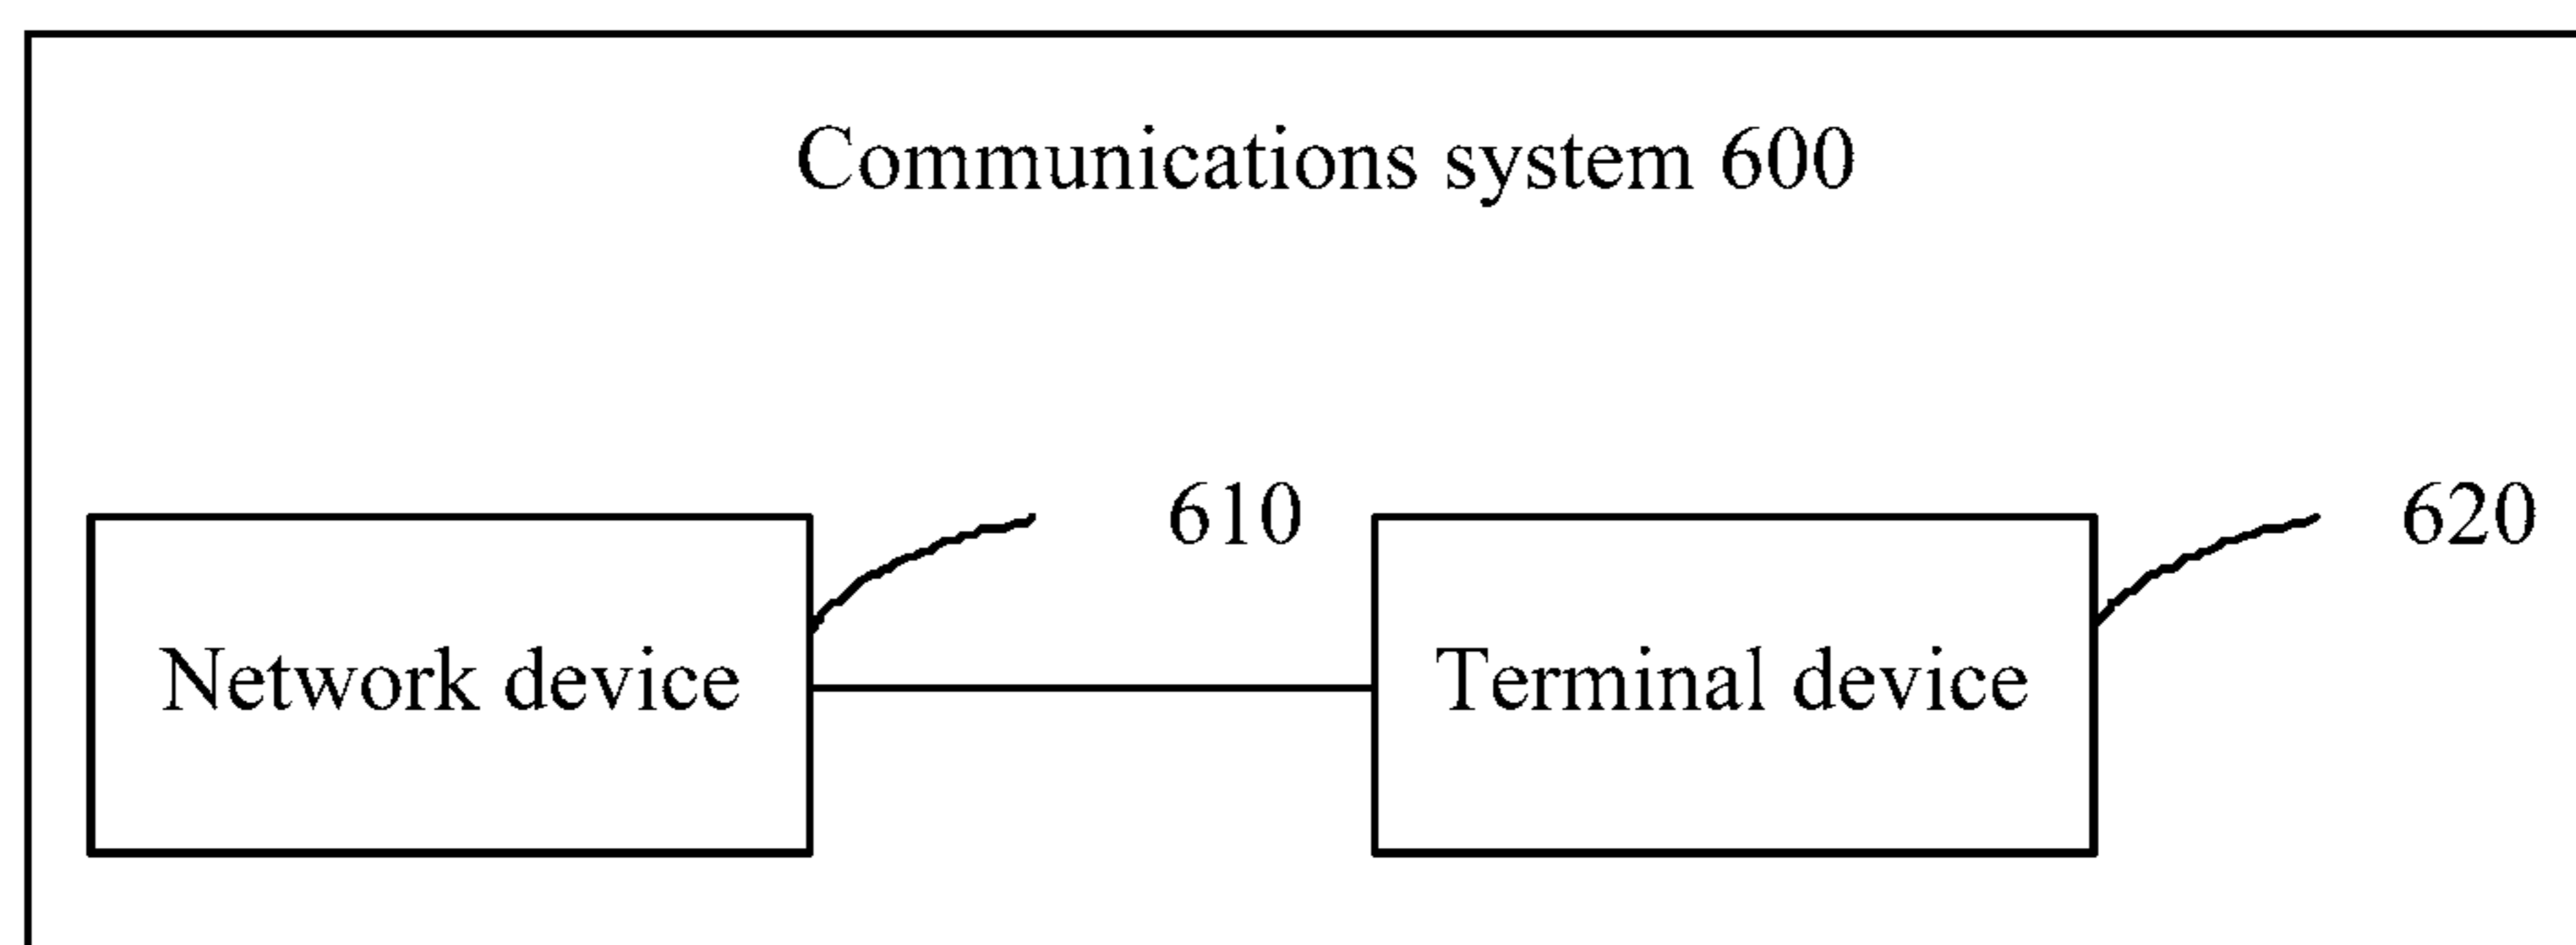 Communications system 600
610
620
Network device
Terminal device